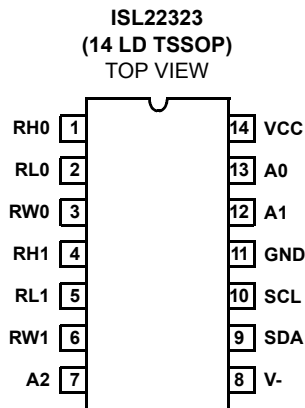 ISL22323
(14 LD TSSOP)
TOP VIEW
RH0 1 14 VCC
RL0 2 13 A0
RW0 3 12 A1
RH1 4 11 GND
RL1 5 10 SCL
RW1 6 9 SDA
A2 7 8 V-